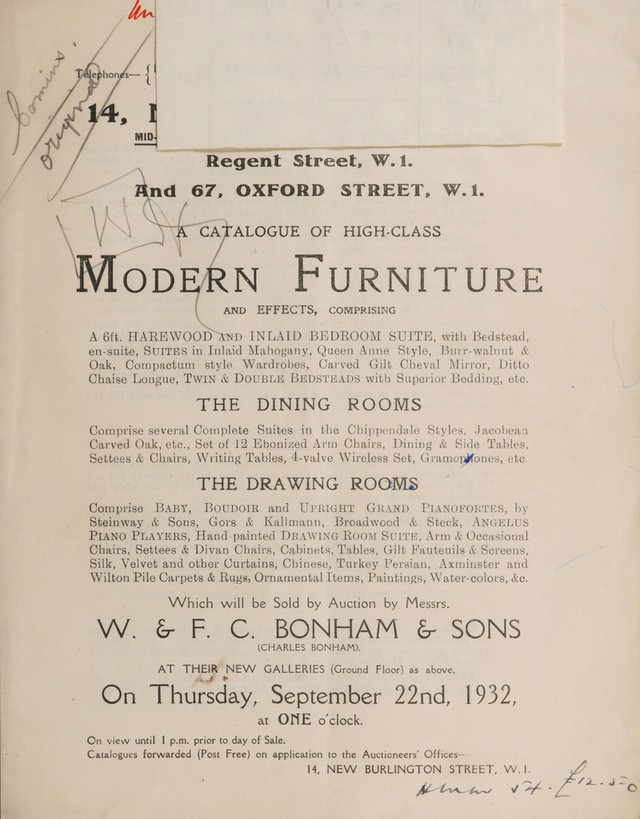 Comins.
original
Telephones— {
14,
MID-
Regent Street, W.1.
And 67, OXFORD STREET, W.1.
A CATALOGUE OF HIGH-CLASS
MODERN FURNITURE
AND EFFECTS, COMPRISING
A 6ft. HAREWOOD AND INLAID BEDROOM SUITE, with Bedstead,
en-suite, SUITES in Inlaid Mahogany, Queen Anne Style, Burr-walnut &
Oak, Compactum style Wardrobes, Carved Gilt Cheval Mirror, Ditto
Chaise Longue, TWIN & DOUBLE BEDSTEADS with Superior Bedding, etc.
THE DINING ROOMS
Comprise several Complete Suites in the Chippendale Styles, Jacobean
Carved Oak, etc., Set of 12 Ebonized Arm Chairs, Dining & Side Tables,
Settees & Chairs, Writing Tables, 4-valve Wireless Set, Gramophones, etc.
THE DRAWING ROOMS
Comprise BABY, BOUDOIR and UPRIGHT GRAND PIANOFORTES, by
Steinway & Sons, Gors & Kallmann, Broadwood & Steck, ANGELUS
PIANO PLAYERS, Hand-painted DRAWING ROOM SUITE, Arm & Occasional
Chairs, Settees & Divan Chairs, Cabinets, Tables, Gilt Fauteuils & Screens,
Silk, Velvet and other Curtains, Chinese, Turkey Persian, Axminster and
Wilton Pile Carpets & Rugs, Ornamental Items, Paintings, Water-colors, &c.
Which will be Sold by Auction by Messrs.
W. & F. C. BONHAM & SONS
(CHARLES BONHAM),
AT THEIR NEW GALLERIES (Ground Floor) as above,
On Thursday, September 22nd, 1932,
at ONE o'clock.
On view until 1 p.m. prior to day of Sale.
Catalogues forwarded (Post Free) on application to the Auctioneers' Offices—
14, NEW BURLINGTON STREET, W.1.
54. £12.5.0